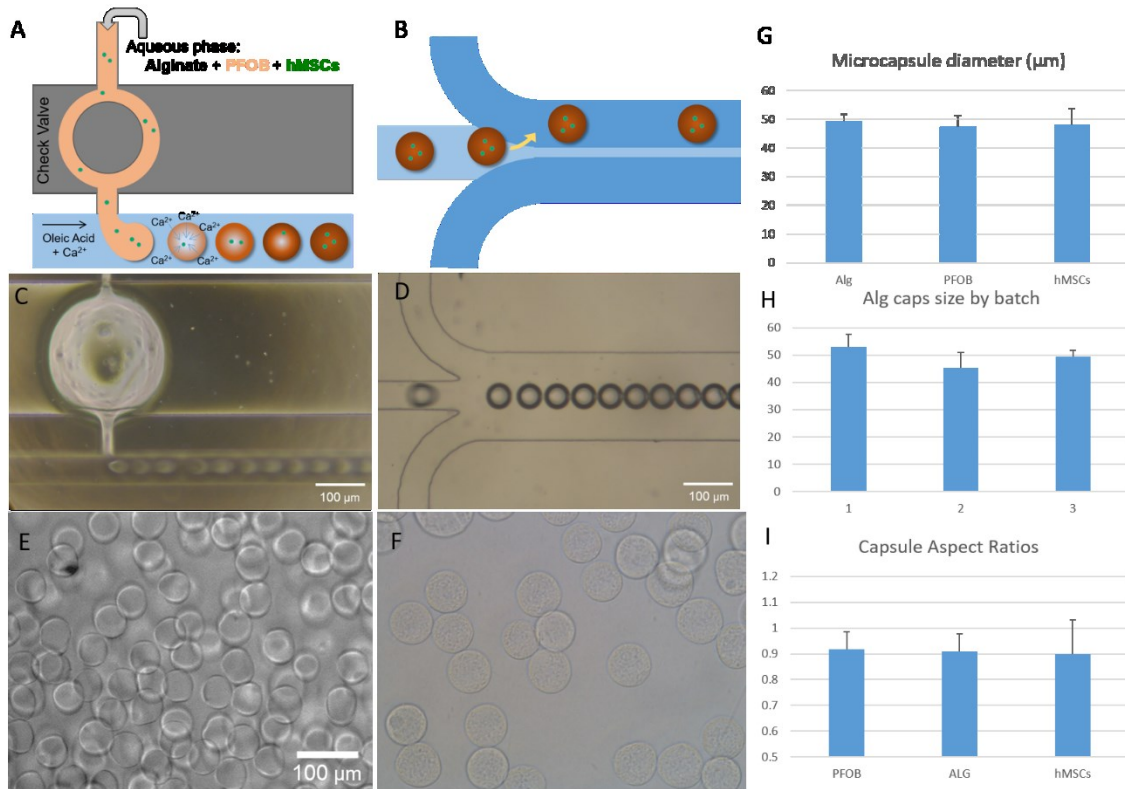 A
Aqueous phase:
Alginate + PFOB + hMSCs
Check Valve
Ca²⁺
Ca²⁺
Ca²⁺
Ca²⁺
Ca²⁺
Oleic Acid
+ Ca²⁺
B
C
100 µm
D
100 µm
E
100 µm
F
G
Microcapsule diameter (µm)
60
50
40
30
20
10
0
Alg
PFOB
hMSCs
H
Alg caps size by batch
60
50
40
30
20
10
0
1
2
3
I
Capsule Aspect Ratios
1.2
1.1
1
0.9
0.8
0.7
0.6
0.5
PFOB
ALG
hMSCs